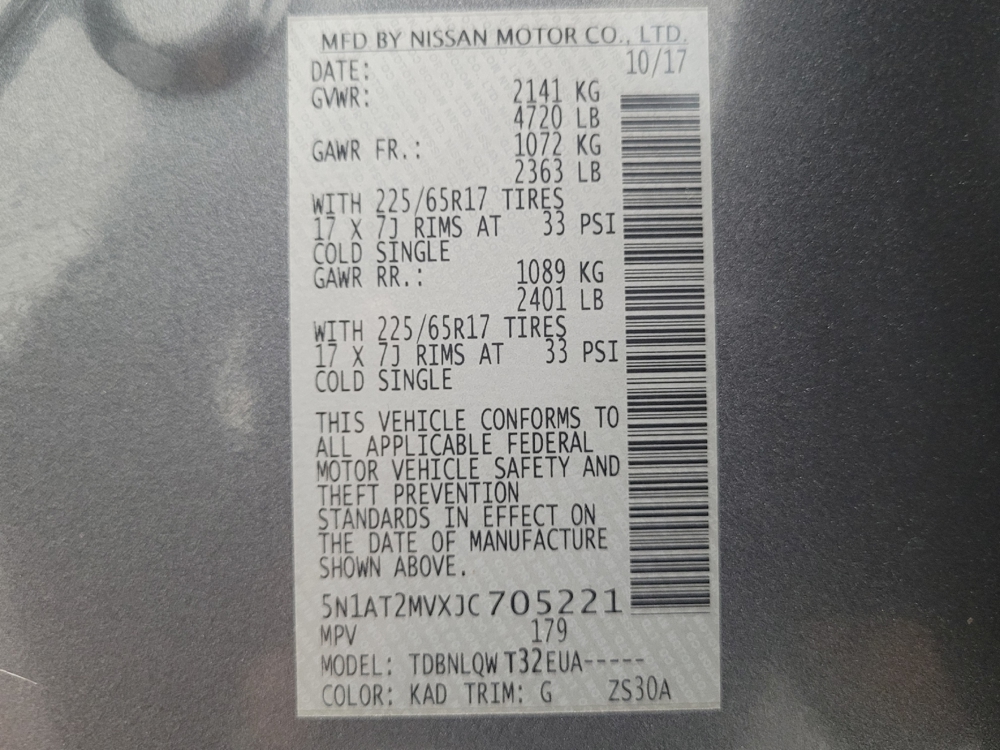 MFD BY NISSAN MOTOR CO., LTD.
DATE: 10/17
GVWR: 2141 KG
4720 LB
GAWR FR.: 1072 KG
2363 LB
WITH 225/65R17 TIRES
17 X 7J RIMS AT 33 PSI
COLD SINGLE
GAWR RR.: 1089 KG
2401 LB
WITH 225/65R17 TIRES
17 X 7J RIMS AT 33 PSI
COLD SINGLE
THIS VEHICLE CONFORMS TO
ALL APPLICABLE FEDERAL
MOTOR VEHICLE SAFETY AND
THEFT PREVENTION
STANDARDS IN EFFECT ON
THE DATE OF MANUFACTURE
SHOWN ABOVE.
5N1AT2MVXJC705221
MPV 179
MODEL: TDBNLQWT32EUA-----
COLOR: KAD TRIM: G ZS30A